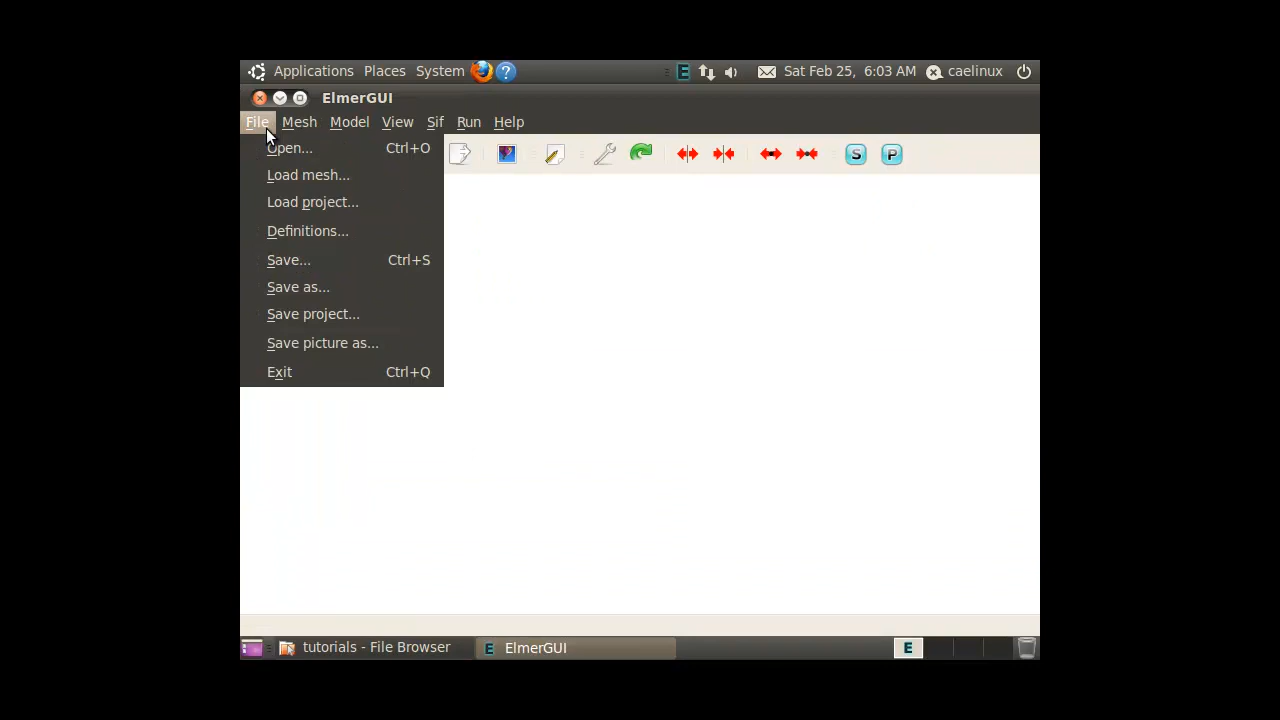 Applications Places System ? E Sat Feb 25, 6:03 AM caelinux
ElmerGUI
File Mesh Model View Sif Run Help
Open... Ctrl+O
S P
Load mesh...
Load project...
Definitions...
Save... Ctrl+S
Save as...
Save project...
Save picture as...
Exit Ctrl+Q
tutorials - File Browser E ElmerGUI E